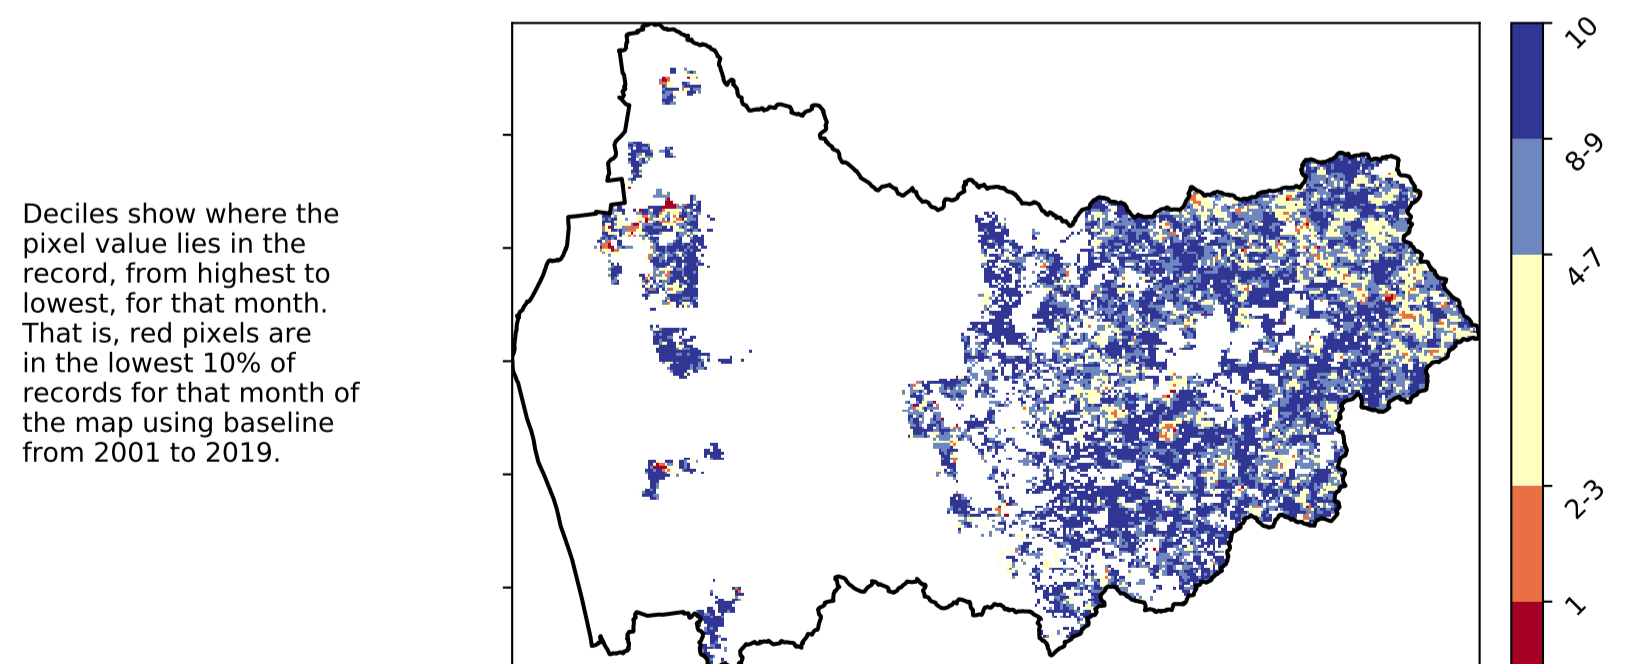 Deciles show where the
pixel value lies in the
record, from highest to
lowest, for that month.
That is, red pixels are
in the lowest 10% of
records for that month of
the map using baseline
from 2001 to 2019.
10
8-9
4-7
2-3
1